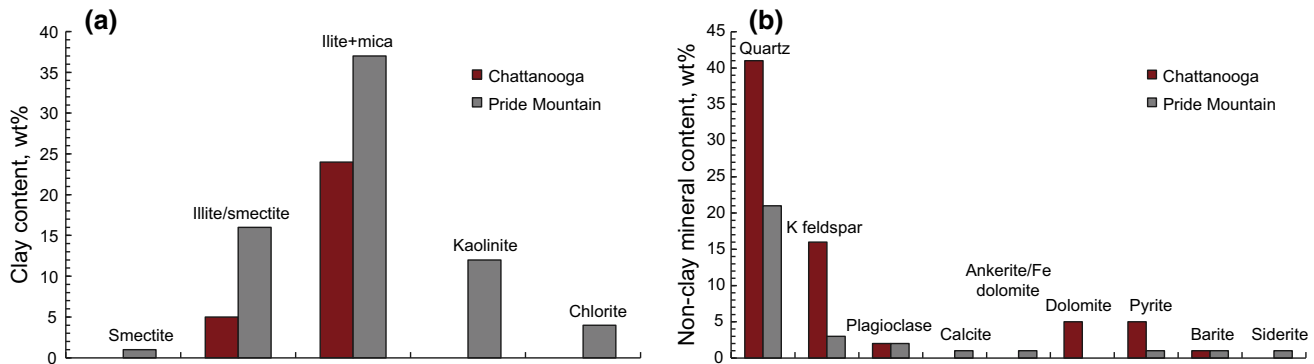 (a)
Clay content, wt%
40
35
30
25
20
15
10
5
0
Smectite
Illite/smectite
Ilite+mica
Kaolinite
Chlorite
Chattanooga
Pride Mountain
(b)
Non-clay mineral content, wt%
45
40
35
30
25
20
15
10
5
0
Quartz
K feldspar
Plagioclase
Calcite
Ankerite/Fe
dolomite
Dolomite
Pyrite
Barite
Siderite
Chattanooga
Pride Mountain